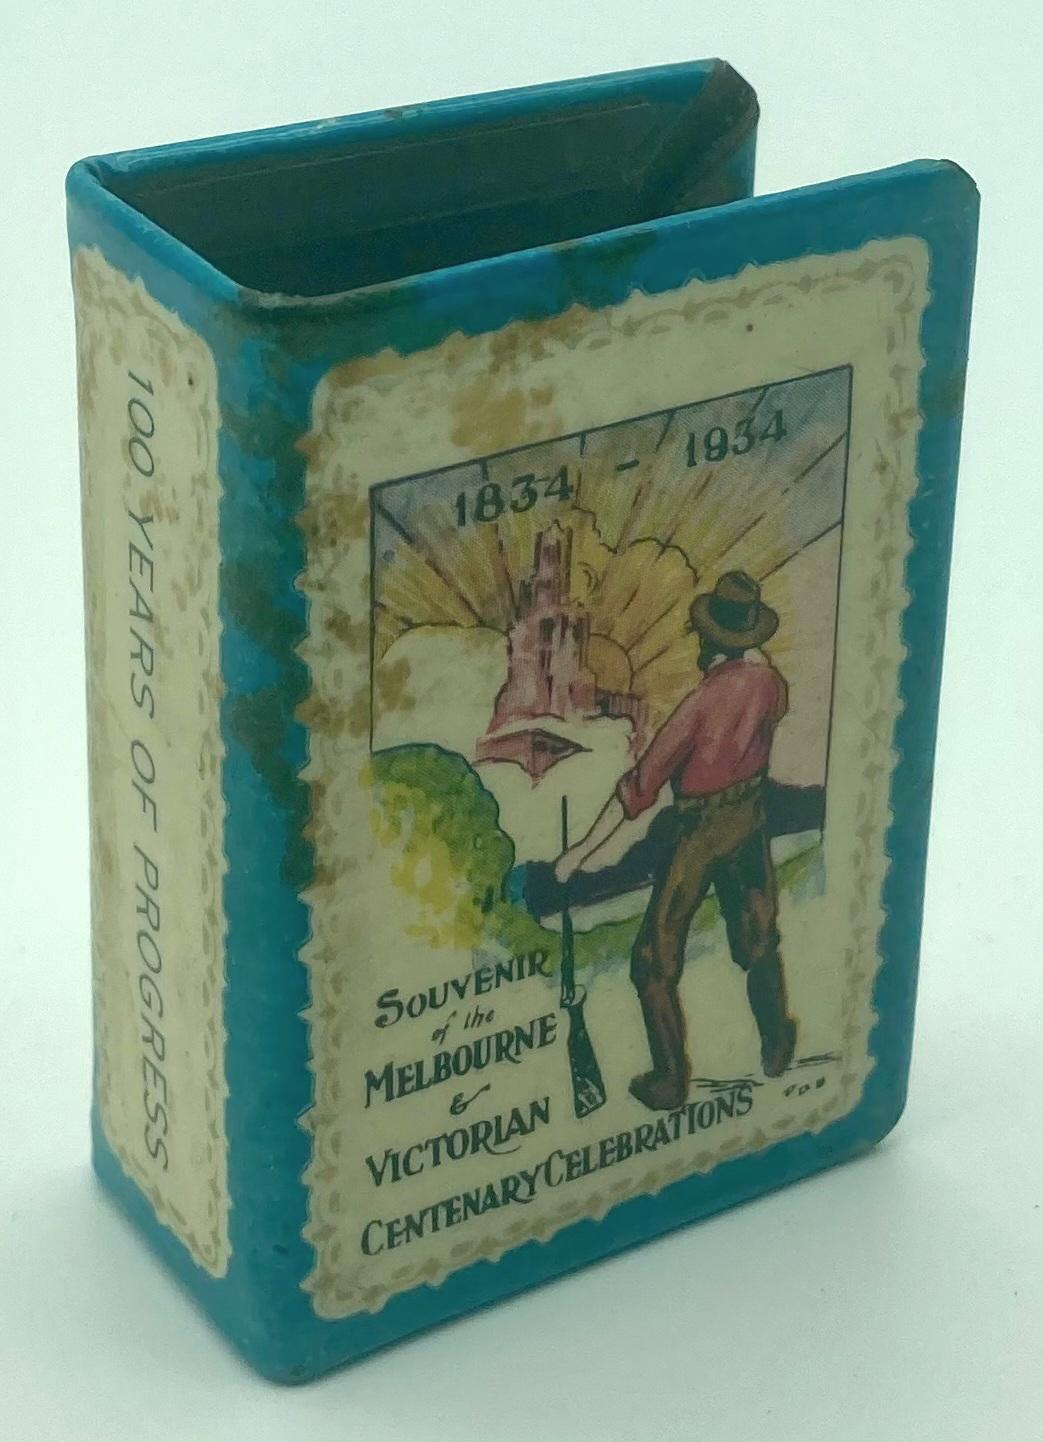 100 YEARS OF PROGRESS
1834 - 1934
SOUVENIR
of the
MELBOURNE
&
VICTORIAN
CENTENARY CELEBRATIONS